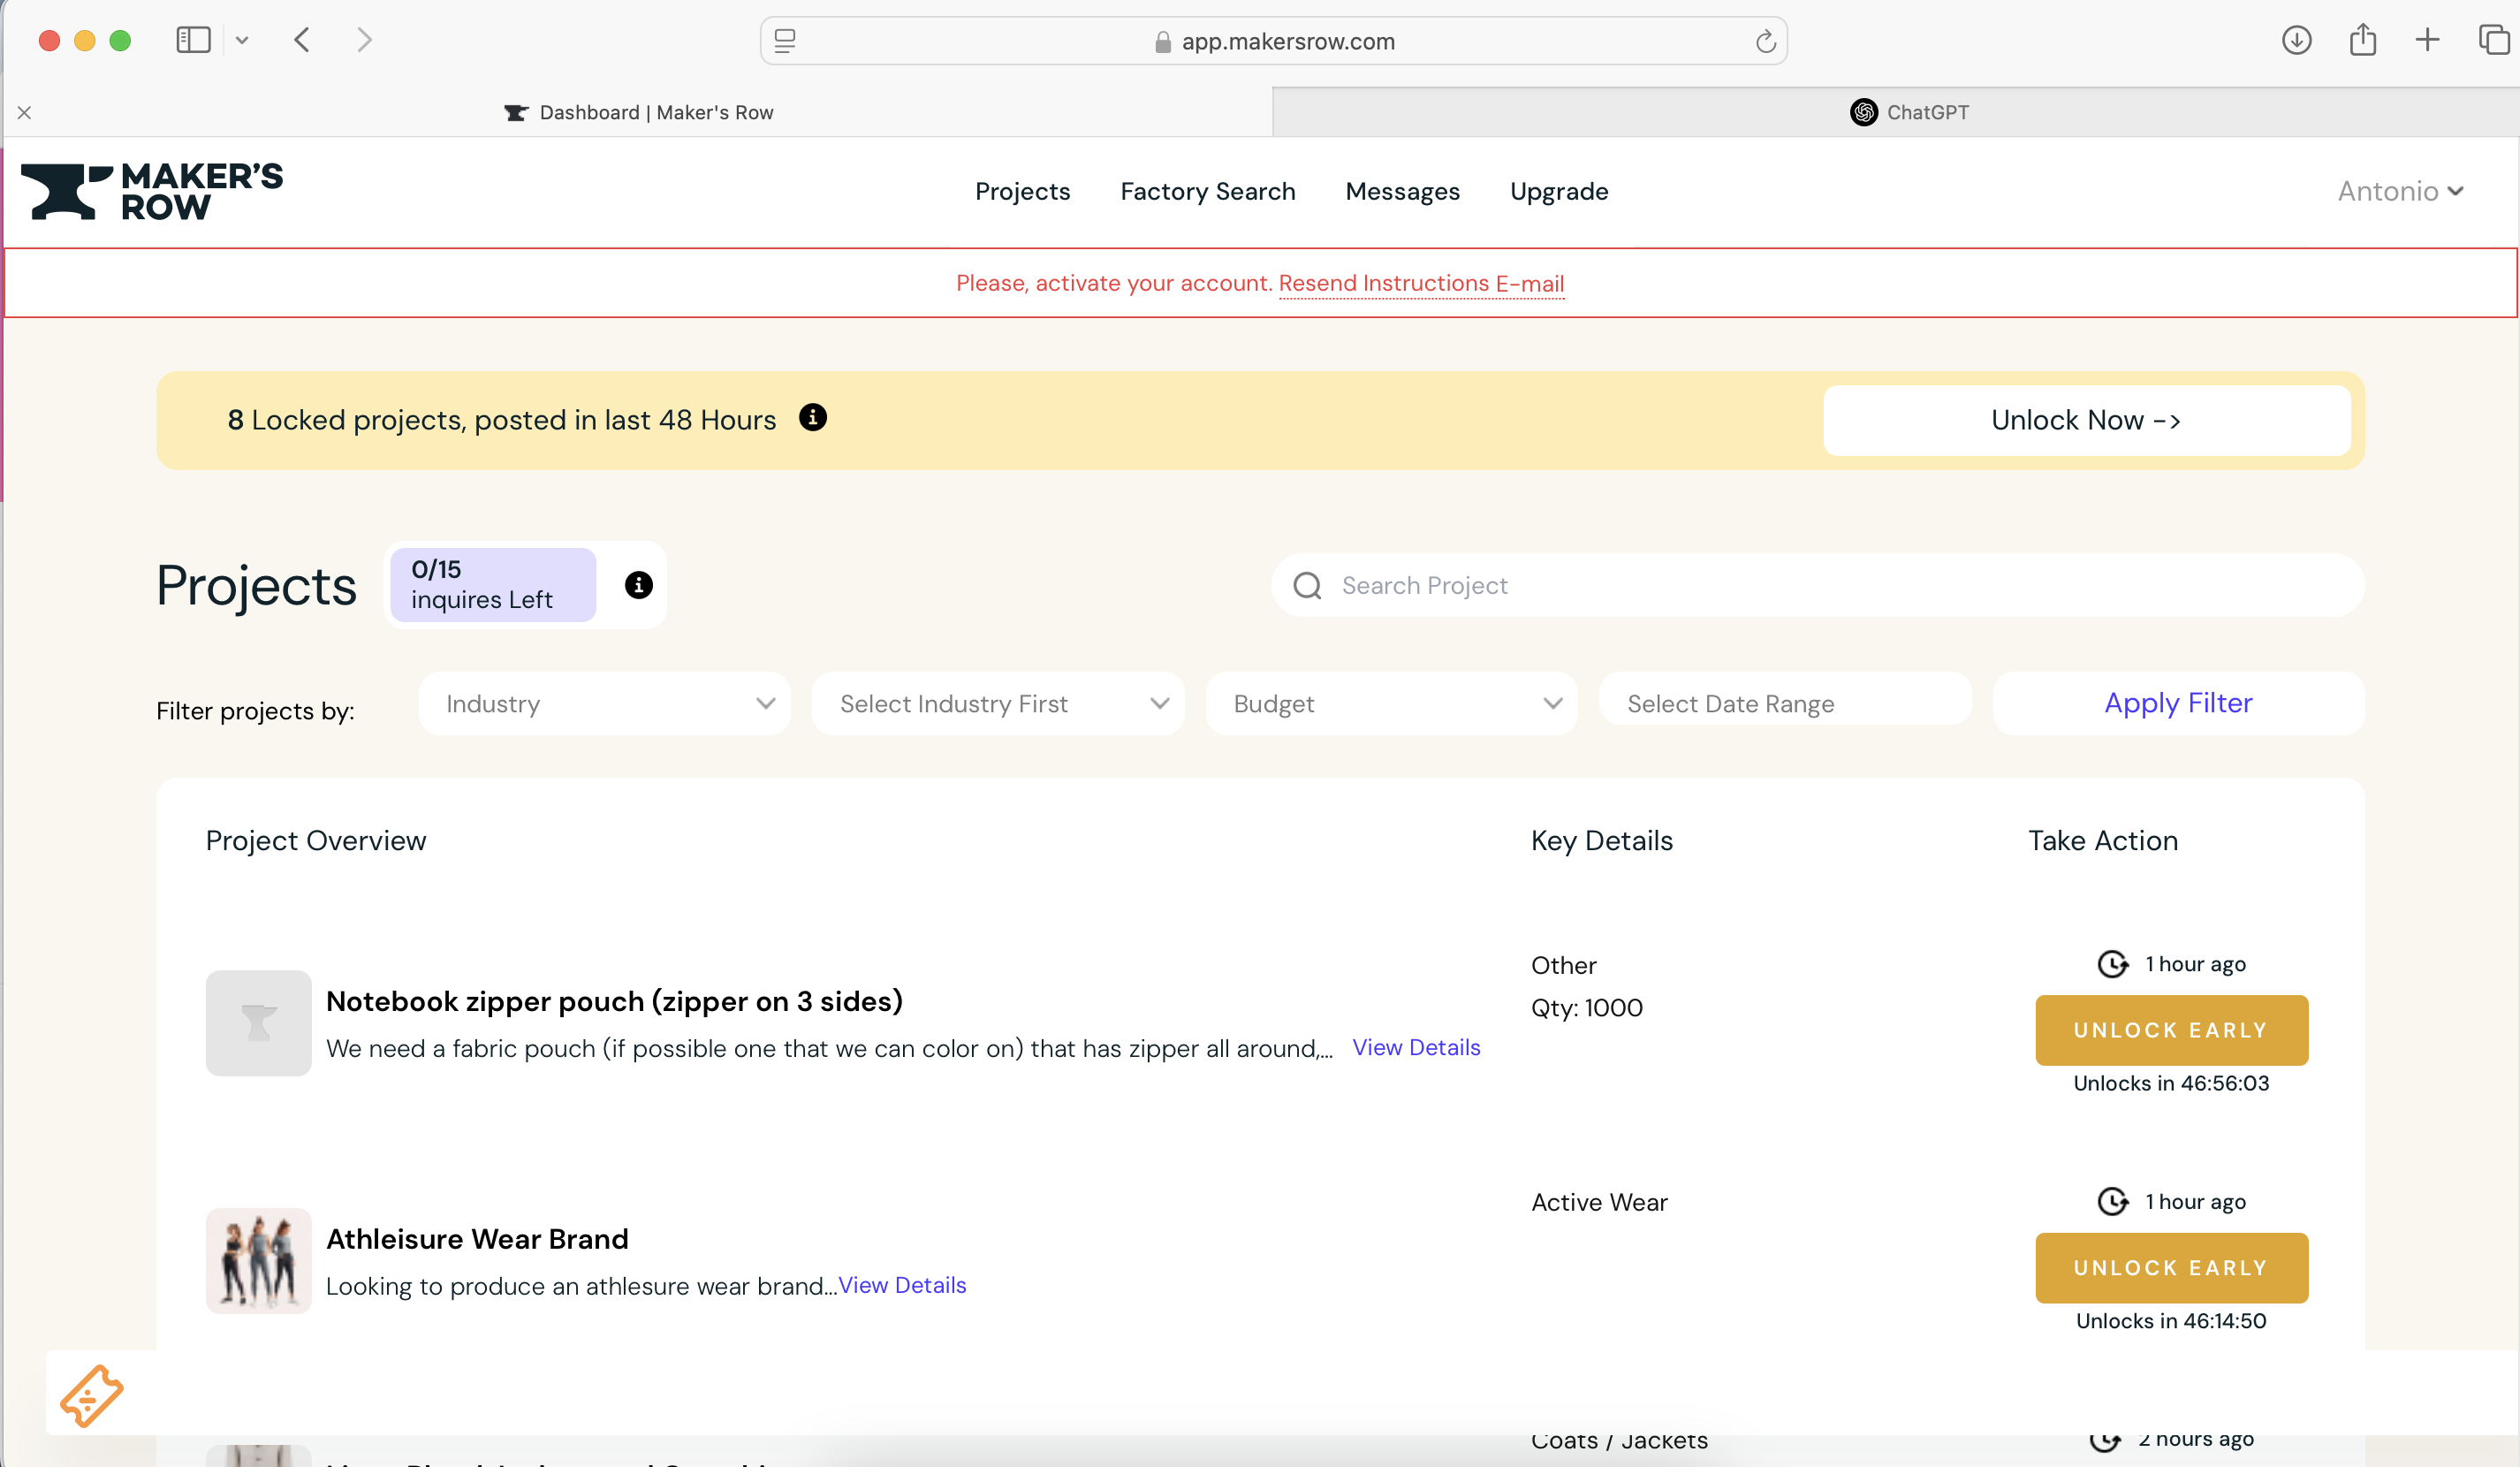 app.makersrow.com
Dashboard | Maker's Row
ChatGPT
MAKER'S
ROW
Projects
Factory Search
Messages
Upgrade
Antonio
Please, activate your account. Resend Instructions E-mail
8 Locked projects, posted in last 48 Hours
Unlock Now ->
Projects
0/15
inquires Left
Search Project
Filter projects by:
Industry
Select Industry First
Budget
Select Date Range
Apply Filter
Project Overview
Key Details
Take Action
Notebook zipper pouch (zipper on 3 sides)
We need a fabric pouch (if possible one that we can color on) that has zipper all around,... View Details
Other
Qty: 1000
1 hour ago
UNLOCK EARLY
Unlocks in 46:56:03
Athleisure Wear Brand
Looking to produce an athlesure wear brand...View Details
Active Wear
1 hour ago
UNLOCK EARLY
Unlocks in 46:14:50
Coats / Jackets
2 hours ago